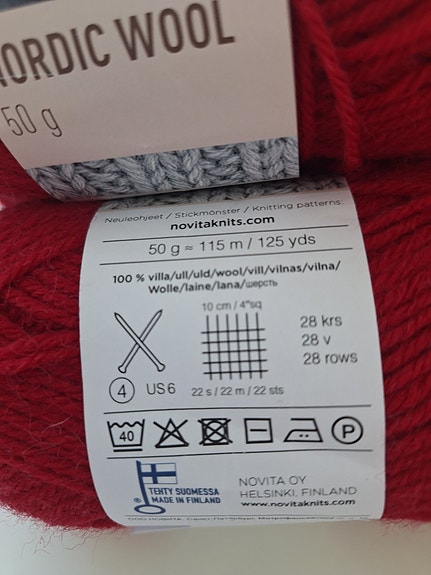 NORDIC WOOL
50 g
Neuleohjeet / Stickmönster / Knitting patterns:
novitaknits.com
50 g ≈ 115 m / 125 yds
100 % villa/ull/uld/wool/vill/vilnas/vilna/
Wolle/laine/lana/шерсть
10 cm / 4"sq
28 krs
28 v
28 rows
4 US 6
22 s / 22 m / 22 sts
40
P
TEHTY SUOMESSA
MADE IN FINLAND
NOVITA OY
HELSINKI, FINLAND
www.novitaknits.com